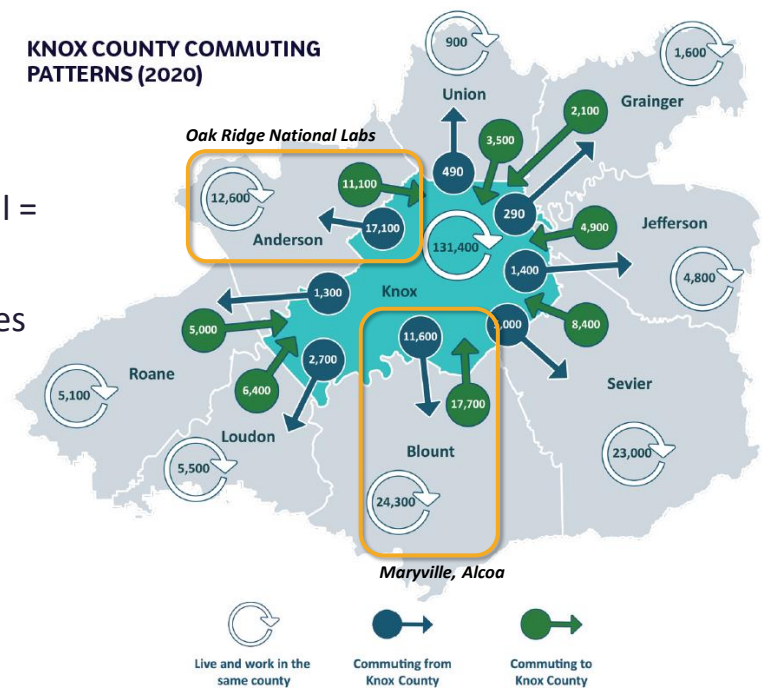 KNOX COUNTY COMMUTING
PATTERNS (2020)
l =
es
900
Union
1,600
Grainger
Oak Ridge National Labs
2,100
3,500
490
11,100
12,600
290
17,100
Anderson
131,400
4,900
Jefferson
1,400
4,800
Knox
1,300
5,000
8,400
,000
11,600
2,700
Roane
6,400
17,700
Sevier
5,100
Loudon
Blount
23,000
5,500
24,300
Maryville, Alcoa
Live and work in the
same county
Commuting from
Knox County
Commuting to
Knox County